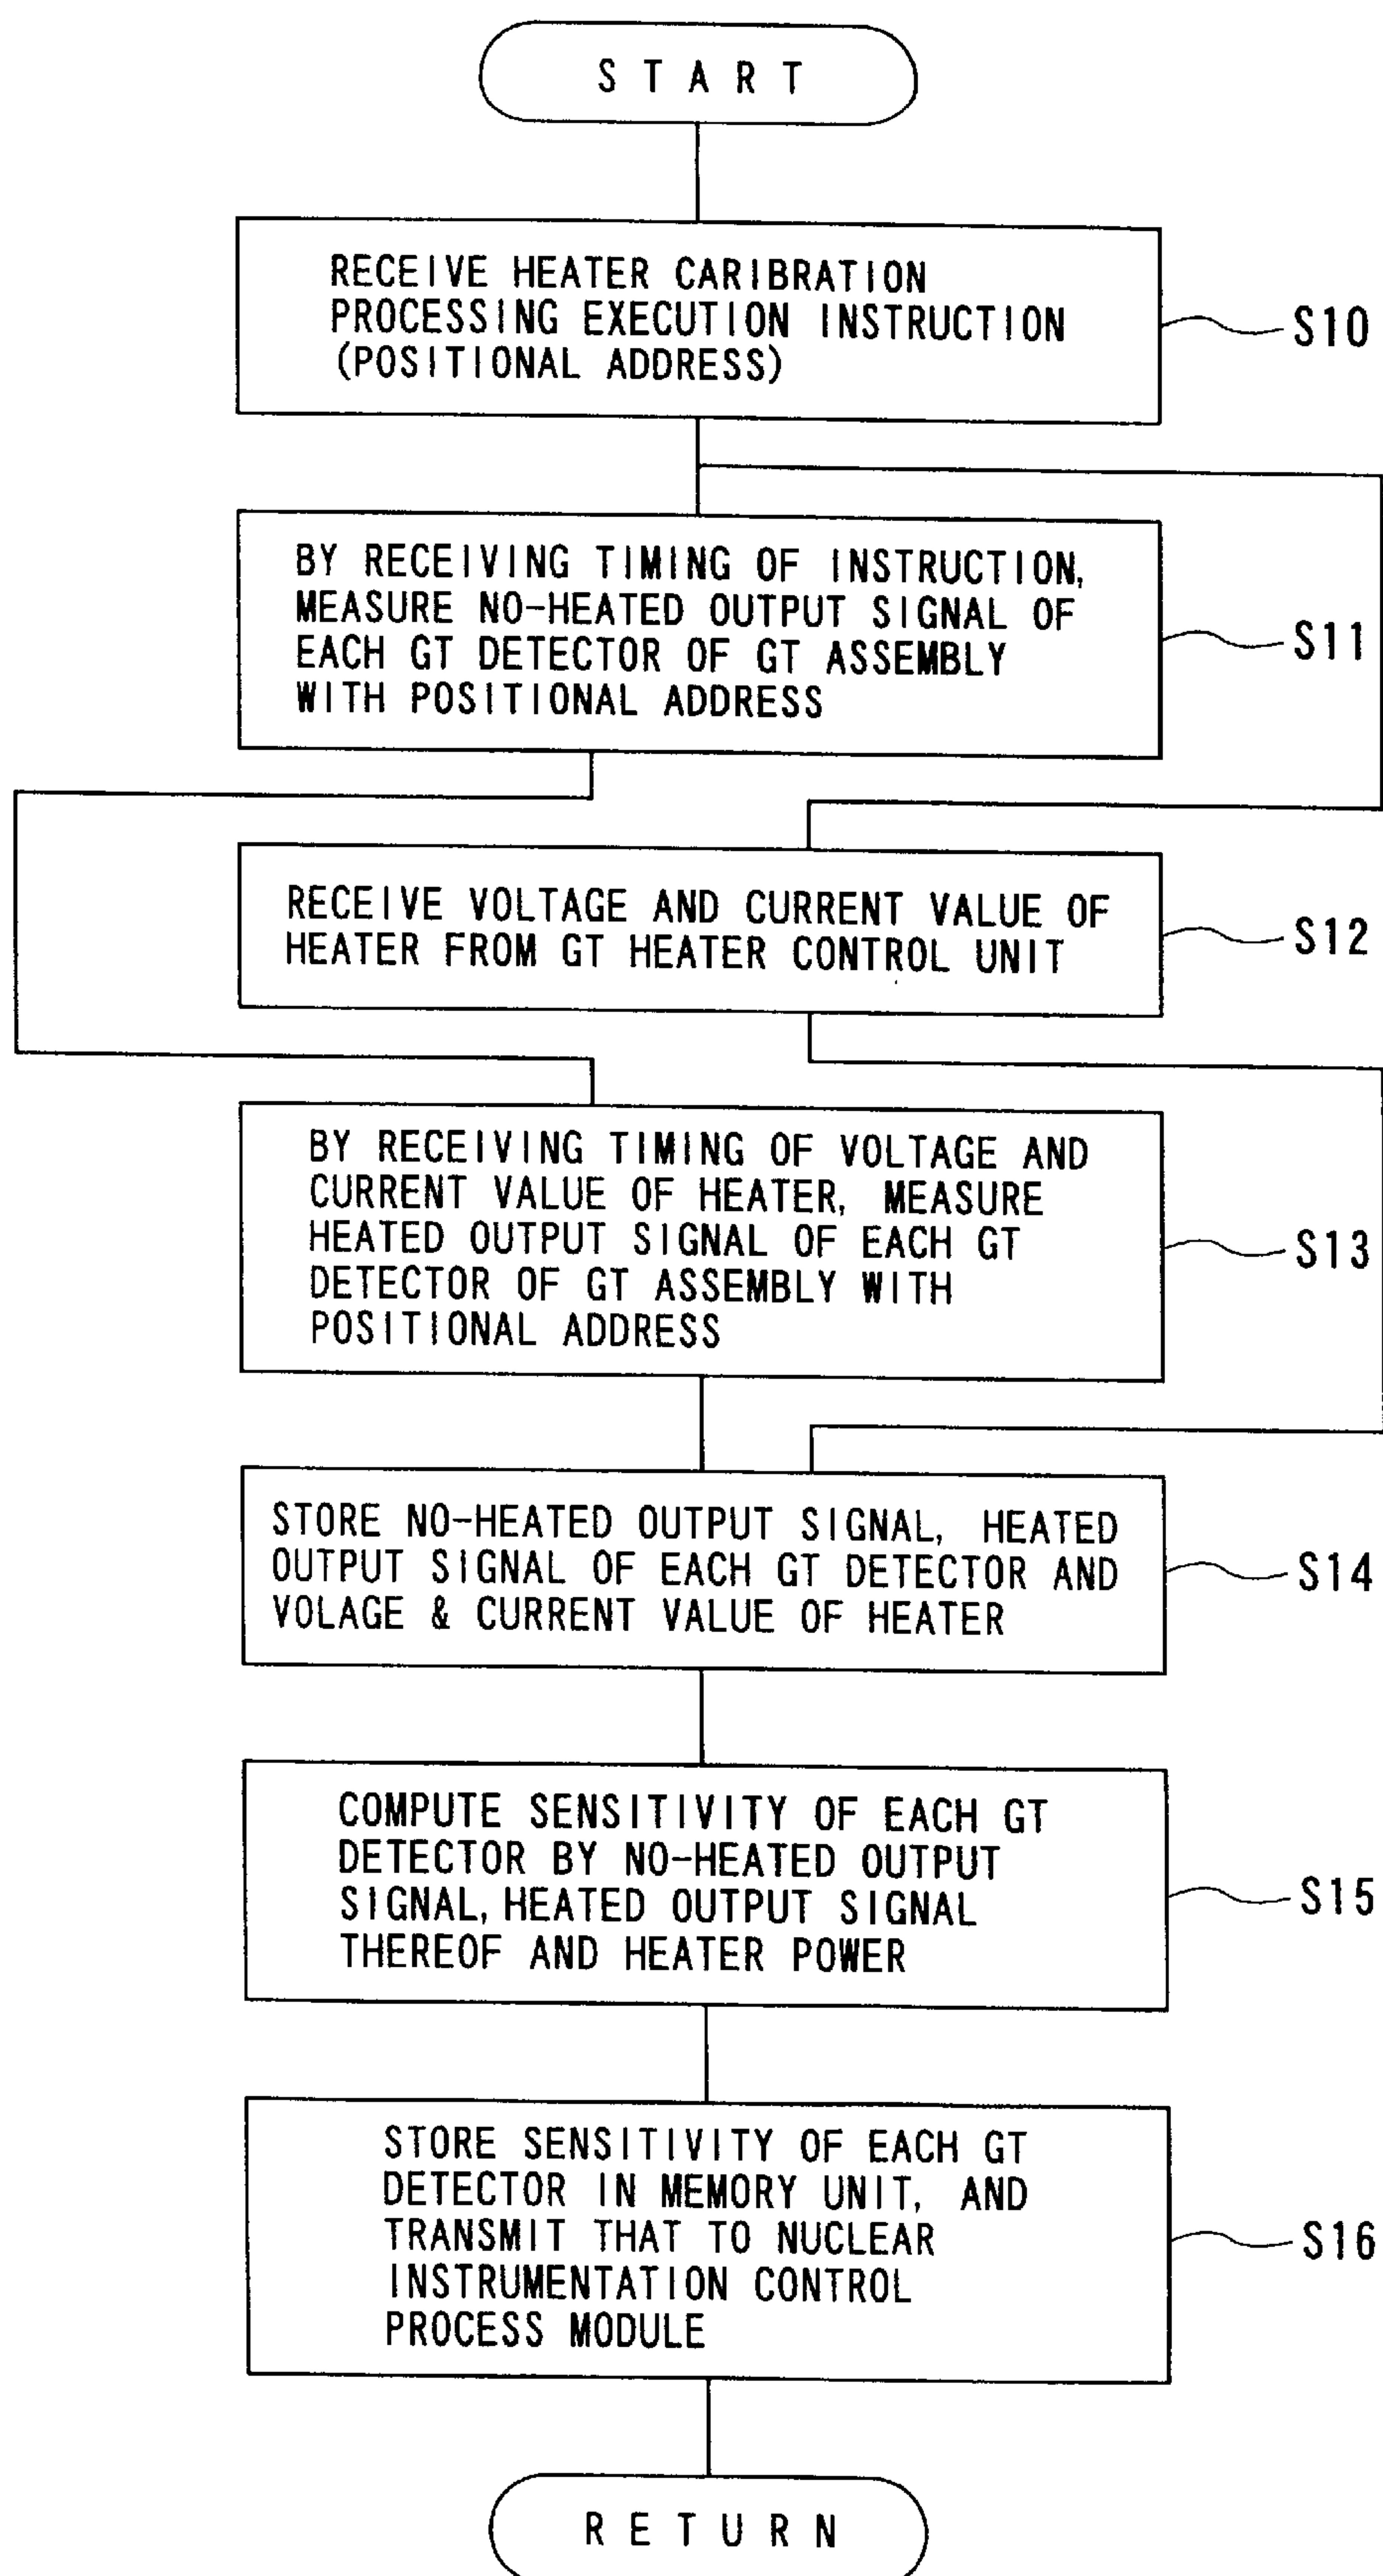 START
RECEIVE HEATER CARIBRATION
PROCESSING EXECUTION INSTRUCTION
(POSITIONAL ADDRESS)
S10
BY RECEIVING TIMING OF INSTRUCTION,
MEASURE NO-HEATED OUTPUT SIGNAL OF
EACH GT DETECTOR OF GT ASSEMBLY
WITH POSITIONAL ADDRESS
S11
RECEIVE VOLTAGE AND CURRENT VALUE OF
HEATER FROM GT HEATER CONTROL UNIT
S12
BY RECEIVING TIMING OF VOLTAGE AND
CURRENT VALUE OF HEATER, MEASURE
HEATED OUTPUT SIGNAL OF EACH GT
DETECTOR OF GT ASSEMBLY WITH
POSITIONAL ADDRESS
S13
STORE NO-HEATED OUTPUT SIGNAL, HEATED
OUTPUT SIGNAL OF EACH GT DETECTOR AND
VOLAGE & CURRENT VALUE OF HEATER
S14
COMPUTE SENSITIVITY OF EACH GT
DETECTOR BY NO-HEATED OUTPUT
SIGNAL, HEATED OUTPUT SIGNAL
THEREOF AND HEATER POWER
S15
STORE SENSITIVITY OF EACH GT
DETECTOR IN MEMORY UNIT, AND
TRANSMIT THAT TO NUCLEAR
INSTRUMENTATION CONTROL
PROCESS MODULE
S16
RETURN